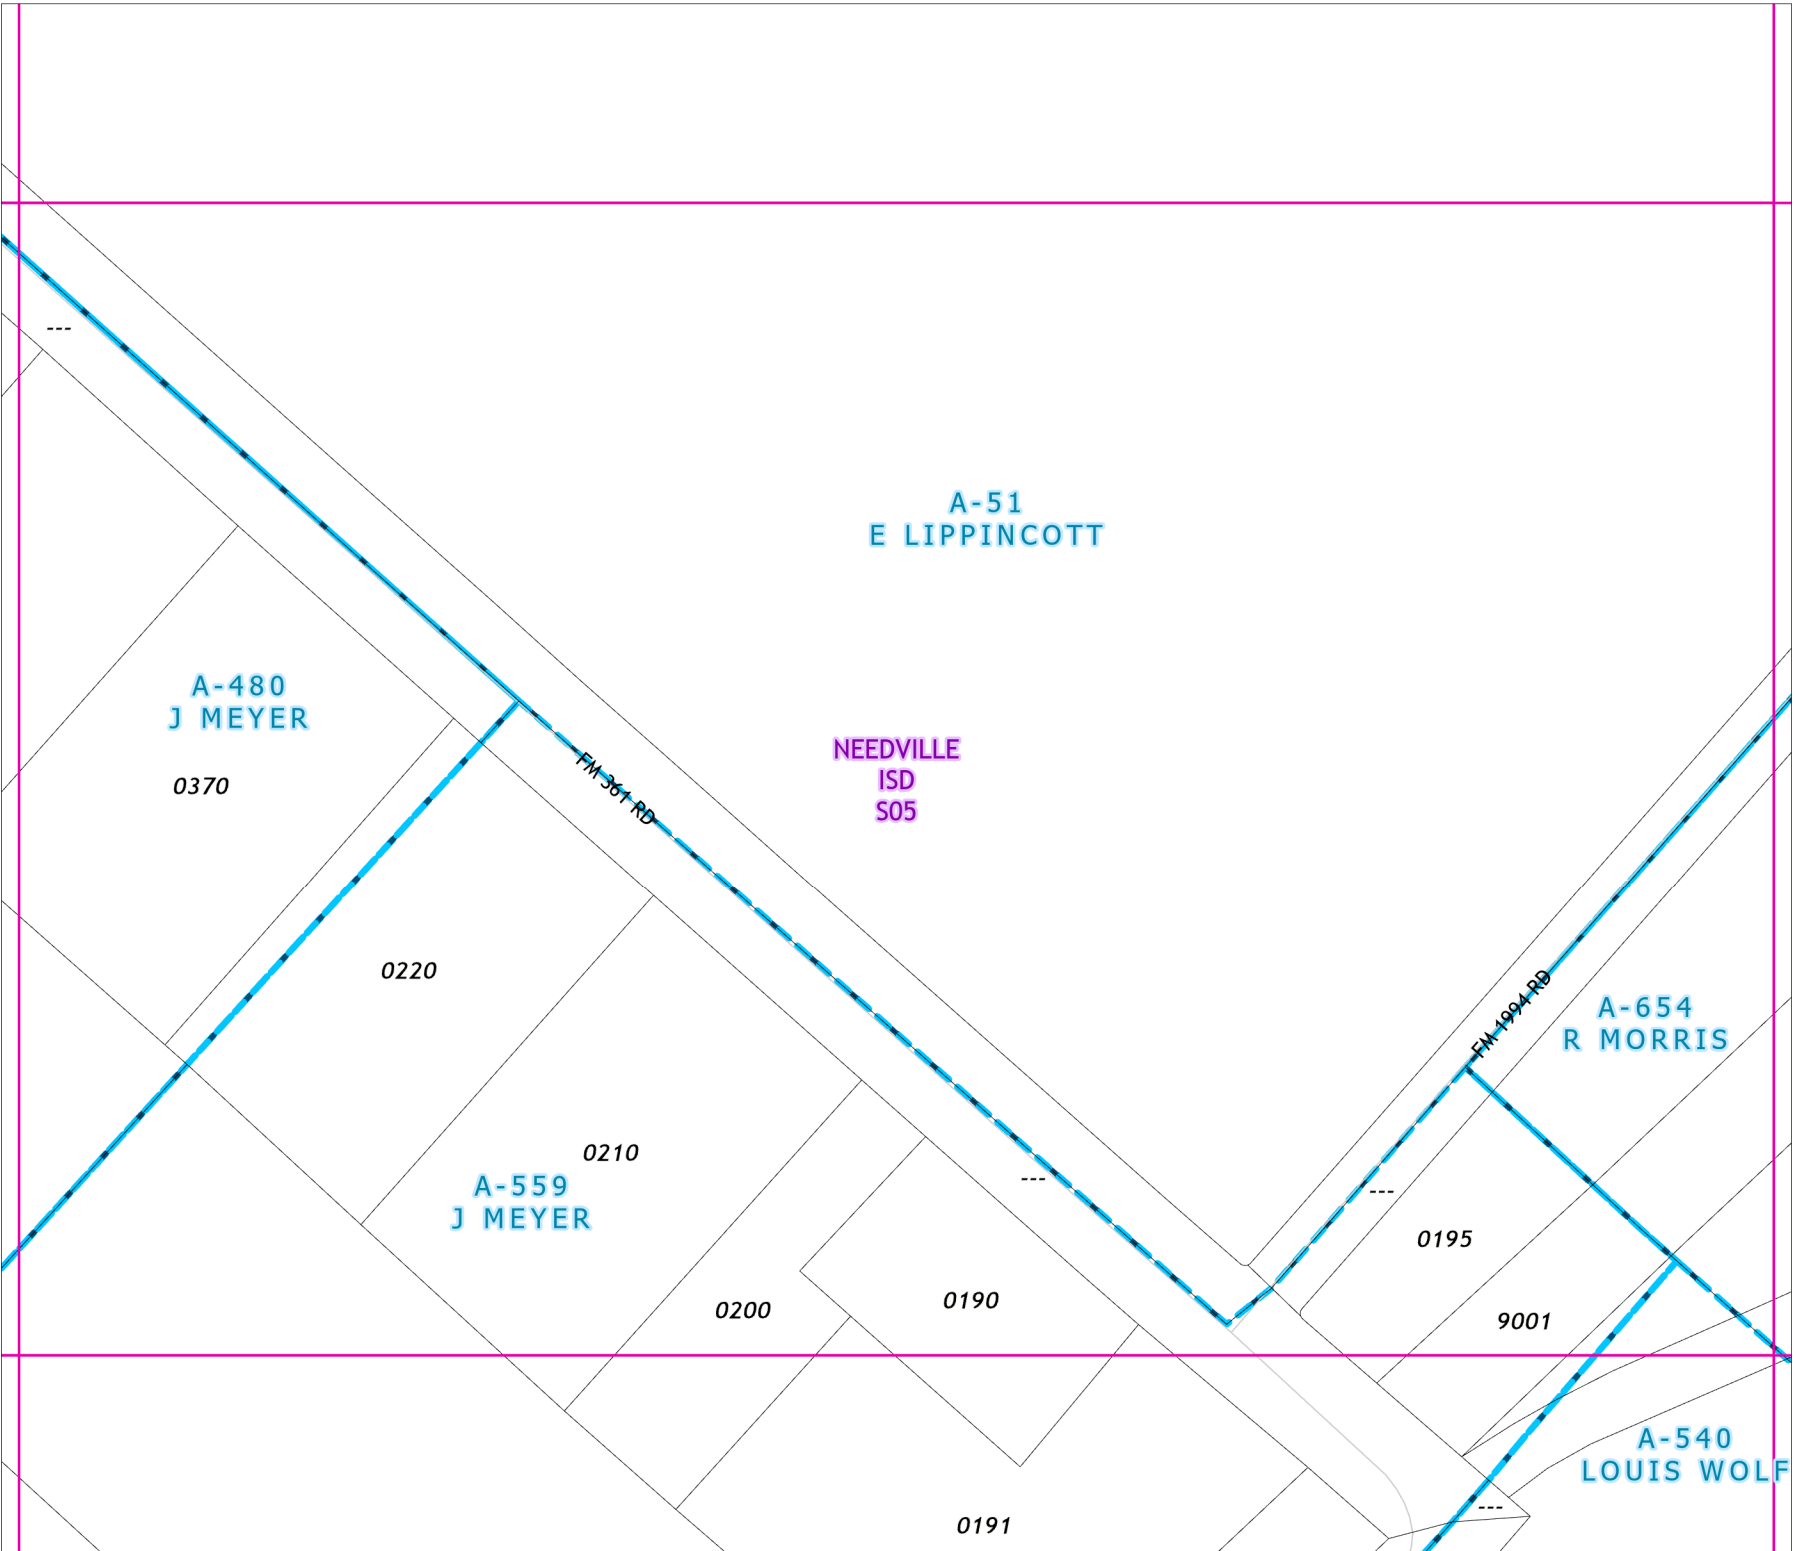 ---
A-51
E LIPPINCOTT
A-480
J MEYER
0370
NEEDVILLE
ISD
S05
FM 361 RD
0220
FM 1994 RD
A-654
R MORRIS
0210
A-559
J MEYER
---
---
0195
0200
0190
9001
A-540
LOUIS WOLF
---
0191